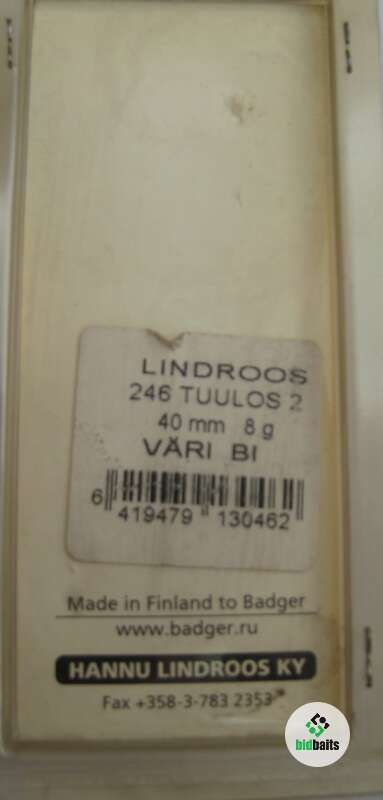 LINDROOS
246 TUULOS 2
40 mm 8 g
VÄRI BI
6 419479 130462
Made in Finland to Badger
www.badger.ru
HANNU LINDROOS KY
Fax +358-3-783 2353
bidbaits